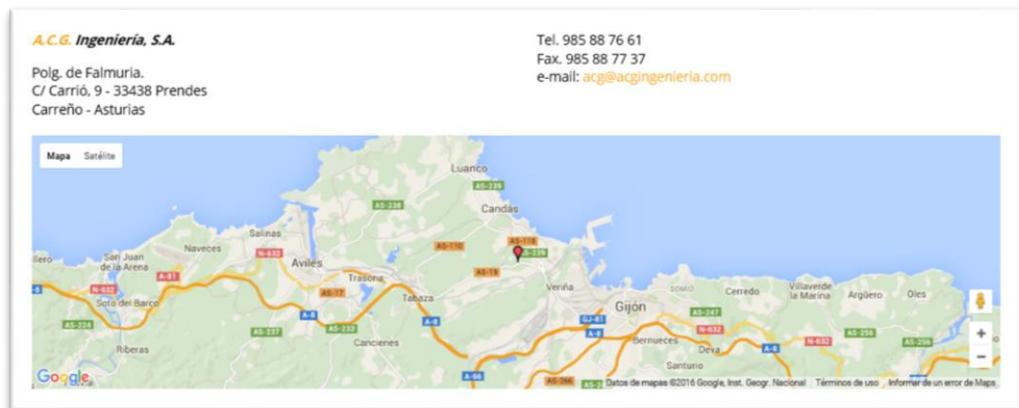 A.C.G. Ingeniería, S.A.
Polg. de Falmuria.
C/ Carrió, 9 - 33438 Prendes
Carreño - Asturias
Tel. 985 88 76 61
Fax. 985 88 77 37
e-mail: acg@acgingenieria.com
Mapa Satélite
Luanco
AS-239
AS-238
Candás
Salinas
AS-110
AS-118
Naveces
N-632
AS-239
San Juan
de la Arena
Avilés
A-81
AS-19
Trasona
Veriña
N-632
AS-17
Tabaza
SOMIÓ
Cerredo
Villaverde
la Marina
Argüero
Oles
Soto del Barco
Gijón
A-8
A-8
GJ-81
AS-247
AS-224
AS-237
AS-233
N-632
AS-256
Cancienes
Bernueces
N-632
AS-256
Riberas
Deva
A-8
Santurio
Google
A-66
AS-266
Datos de mapas ©2016 Google, Inst. Geogr. Nacional Términos de uso Informar de un error de Maps